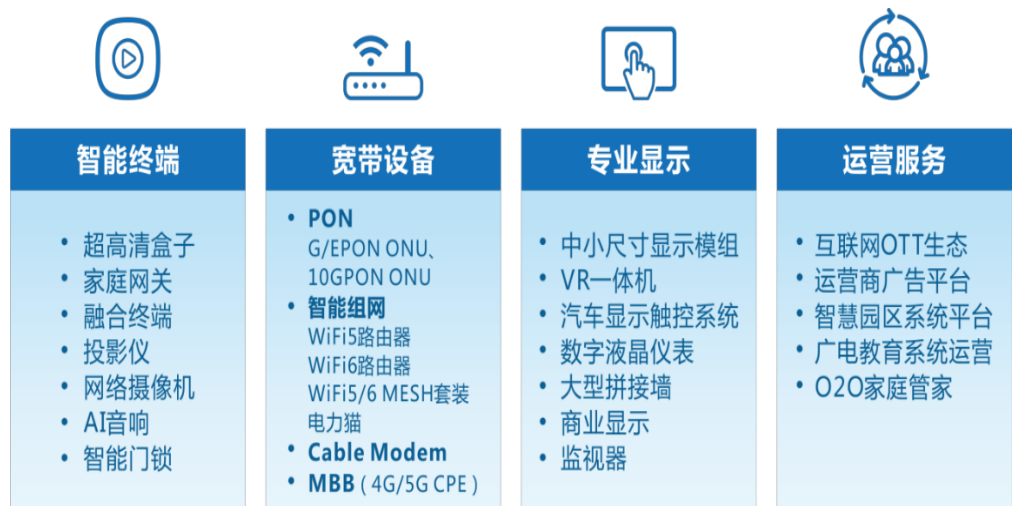 智能终端
• 超高清盒子
• 家庭网关
• 融合终端
• 投影仪
• 网络摄像机
• AI音响
• 智能门锁
宽带设备
• PON
G/EPON ONU、
10GPON ONU
• 智能组网
WiFi5路由器
WiFi6路由器
WiFi5/6 MESH套装
电力猫
• Cable Modem
• MBB ( 4G/5G CPE )
专业显示
• 中小尺寸显示模组
• VR一体机
• 汽车显示触控系统
• 数字液晶仪表
• 大型拼接墙
• 商业显示
• 监视器
运营服务
• 互联网OTT生态
• 运营商广告平台
• 智慧园区系统平台
• 广电教育系统运营
• O2O家庭管家